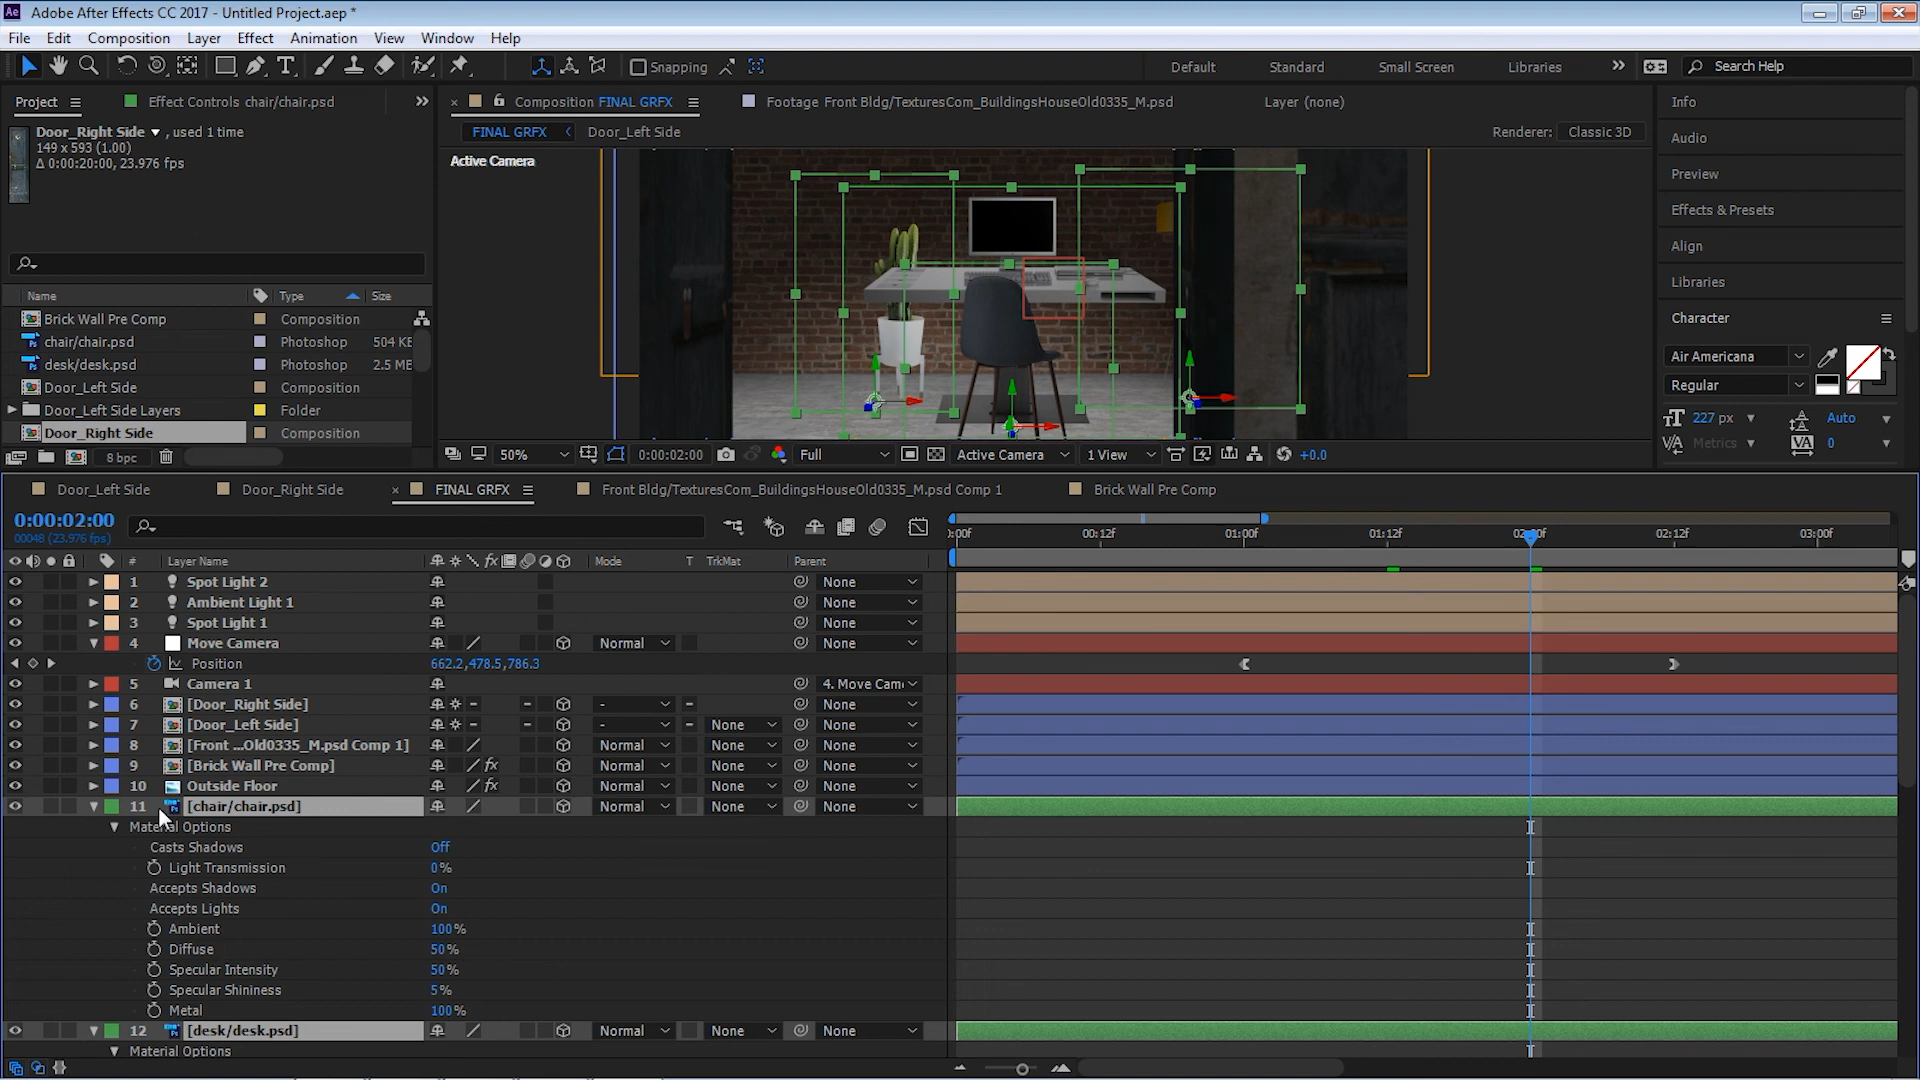 Adobe After Effects CC 2017 - Untitled Project.aep *
File Edit Composition Layer Effect Animation View Window Help
Snapping Default Standard Small Screen Libraries Search Help
Project Effect Controls chair/chair.psd
Door_Right Side , used 1 time
149 x 593 (1.00)
Δ 0:00:20:00, 23.976 fps
Name Type Size
Brick Wall Pre Comp Composition
chair/chair.psd Photoshop 504 KE
desk/desk.psd Photoshop 2.5 ME
Door_Left Side Composition
Door_Left Side Layers Folder
Door_Right Side Composition
8 bpc
Composition FINAL GRFX Footage Front Bldg/TexturesCom_BuildingsHouseOld0335_M.psd Layer (none)
FINAL GRFX Door_Left Side Renderer: Classic 3D
Active Camera
50% 0:00:02:00 Full Active Camera 1 View +0.0
Info
Audio
Preview
Effects & Presets
Align
Libraries
Character
Air Americana
Regular
227 px Auto
Metrics 0
Door_Left Side Door_Right Side FINAL GRFX Front Bldg/TexturesCom_BuildingsHouseOld0335_M.psd Comp 1 Brick Wall Pre Comp
0:00:02:00
00048 (23.976 fps)
:00f 00:12f 01:00f 01:12f 02:00f 02:12f 03:00f
# Layer Name Mode T TrkMat Parent
1 Spot Light 2 None
2 Ambient Light 1 None
3 Spot Light 1 None
4 Move Camera Normal None
Position 662.2,478.5,786.3
5 Camera 1 4. Move Cam
6 [Door_Right Side] - None
7 [Door_Left Side] - None None
8 [Front ...Old0335_M.psd Comp 1] Normal None None
9 [Brick Wall Pre Comp] fx Normal None None
10 Outside Floor fx Normal None None
11 [chair/chair.psd] Normal None None
Material Options
Casts Shadows Off
Light Transmission 0%
Accepts Shadows On
Accepts Lights On
Ambient 100%
Diffuse 50%
Specular Intensity 50%
Specular Shininess 5%
Metal 100%
12 [desk/desk.psd] Normal None None
Material Options